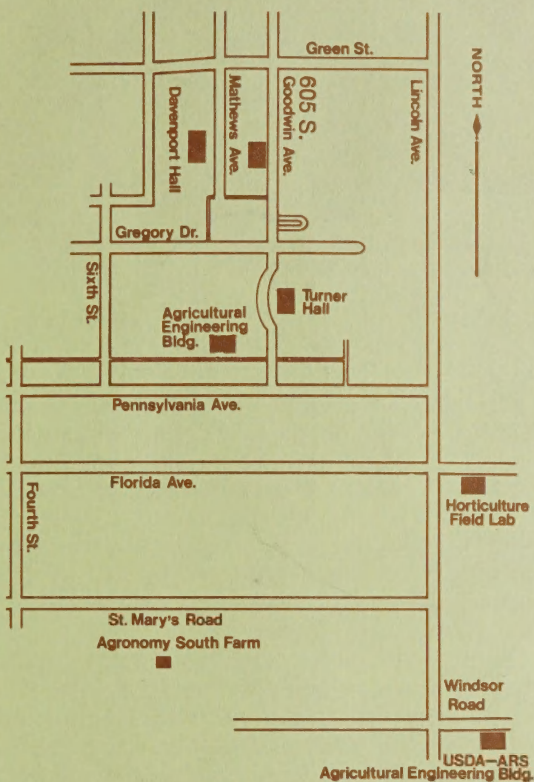 Green St.
NORTH
Lincoln Ave.
605 S.
Goodwin Ave.
Mathews Ave.
Davenport Hall
Gregory Dr.
Sixth St.
Turner
Hall
Agricultural
Engineering
Bldg.
Pennsylvania Ave.
Florida Ave.
Fourth St.
Horticulture
Field Lab
St. Mary's Road
Agronomy South Farm
Windsor
Road
USDA-ARS
Agricultural Engineering Bldg.